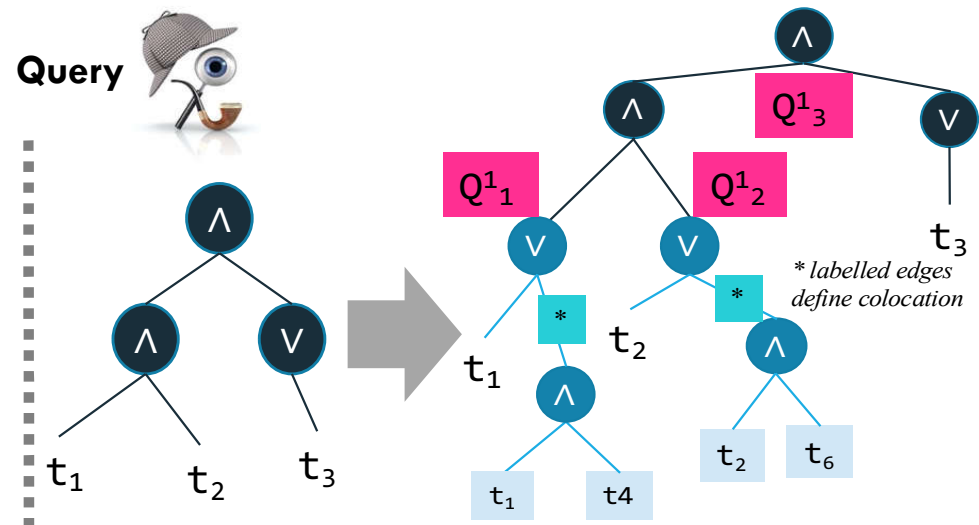 Query
∧
∧
∨
t₁
t₂
t₃
∧
∧
Q¹₃
∨
Q¹₁
Q¹₂
∨
∨
t₃
* labelled edges
define colocation
*
*
t₁
t₂
∧
∧
t₁
t4
t₂
t₆